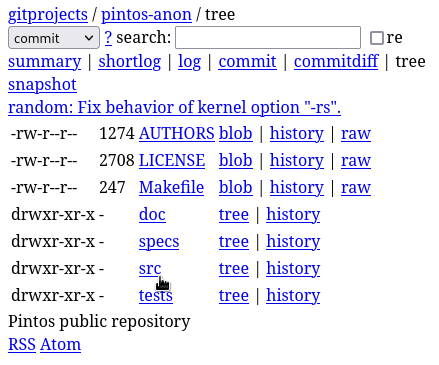 gitprojects / pintos-anon / tree
commit ? search: re
summary | shortlog | log | commit | commitdiff | tree
snapshot
random: Fix behavior of kernel option "-rs".
-rw-r--r-- 1274 AUTHORS blob | history | raw
-rw-r--r-- 2708 LICENSE blob | history | raw
-rw-r--r-- 247 Makefile blob | history | raw
drwxr-xr-x - doc tree | history
drwxr-xr-x - specs tree | history
drwxr-xr-x - src tree | history
drwxr-xr-x - tests tree | history
Pintos public repository
RSS Atom